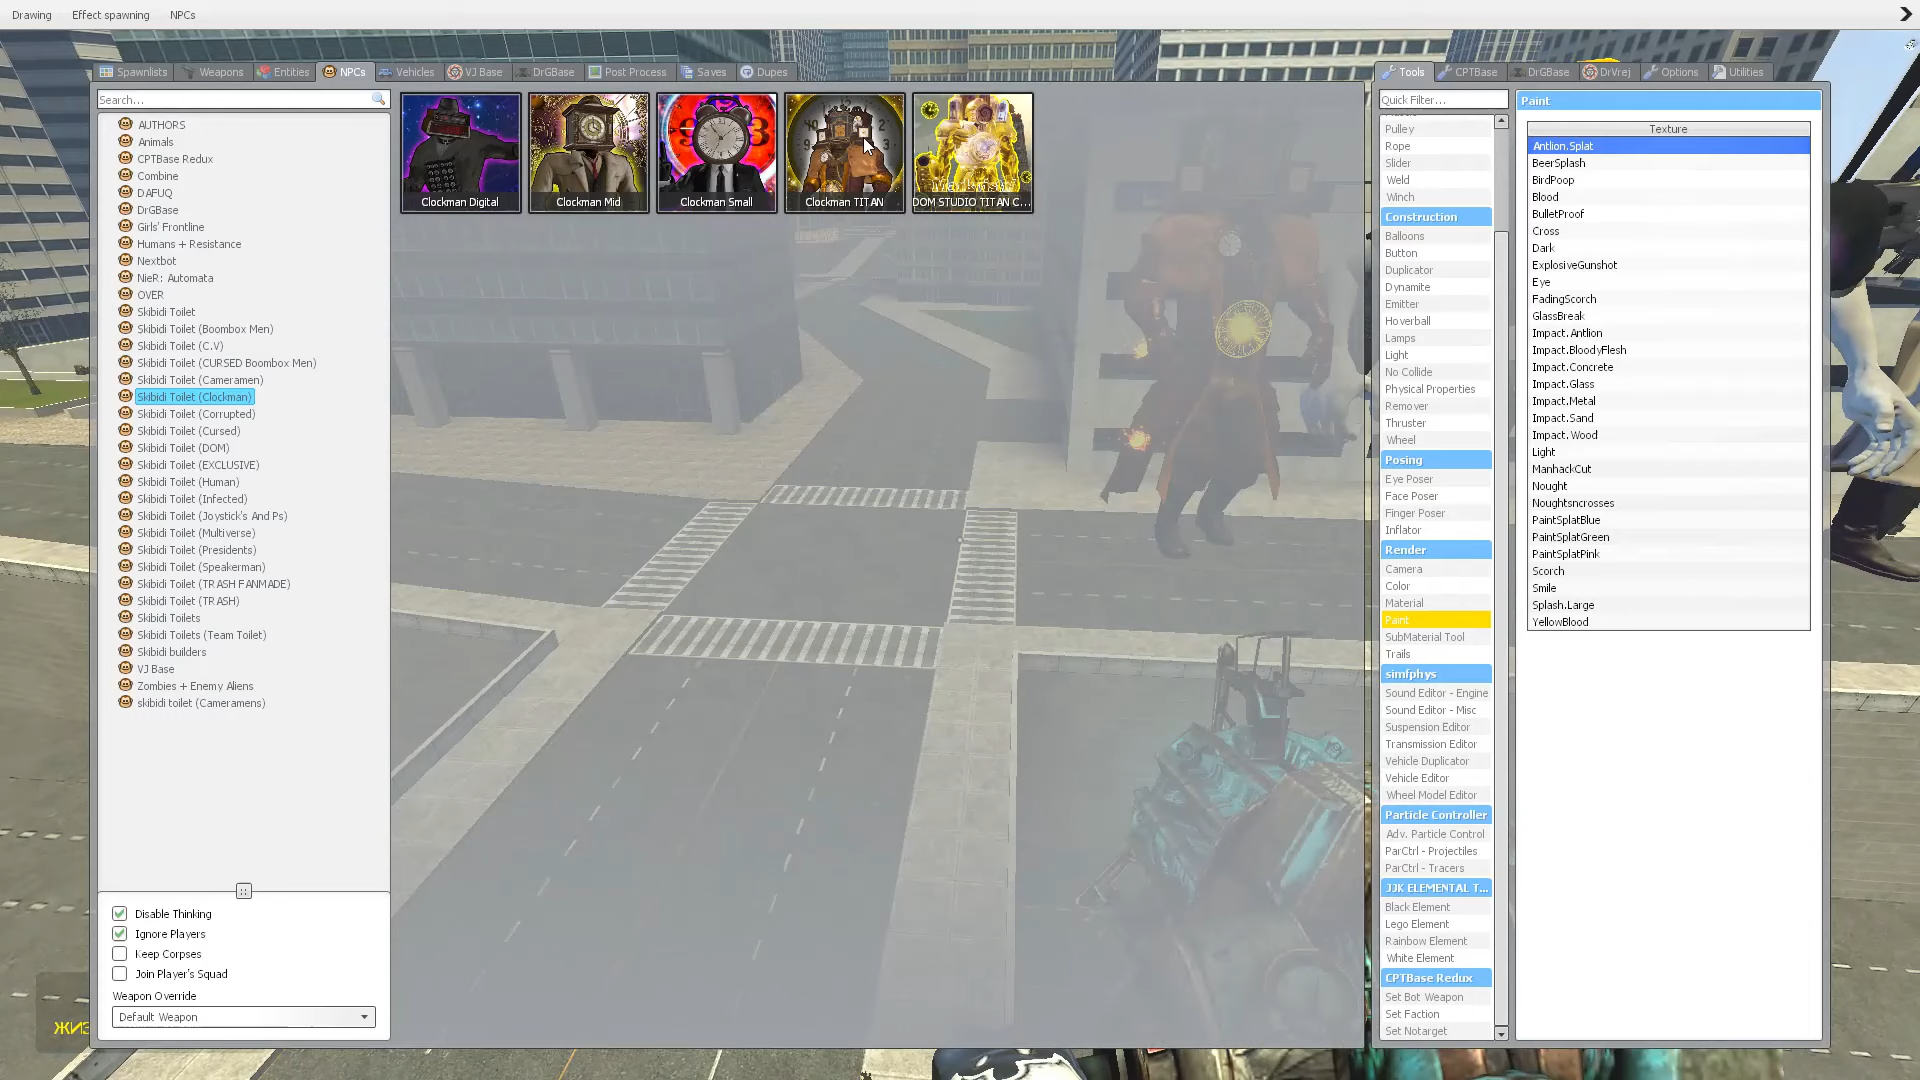 Drawing Effect spawning NPCs
Spawnlists Weapons Entities NPCs Vehicles VJ Base DrGBase Post Process Saves Dupes
Search...
AUTHORS
Animals
CPTBase Redux
Combine
DAFUQ
DrGBase
Girls' Frontline
Humans + Resistance
Nextbot
NieR: Automata
OVER
Skibidi Toilet
Skibidi Toilet (Boombox Men)
Skibidi Toilet (C.V)
Skibidi Toilet (CURSED Boombox Men)
Skibidi Toilet (Cameramen)
Skibidi Toilet (Clockman)
Skibidi Toilet (Corrupted)
Skibidi Toilet (Cursed)
Skibidi Toilet (DOM)
Skibidi Toilet (EXCLUSIVE)
Skibidi Toilet (Human)
Skibidi Toilet (Infected)
Skibidi Toilet (Joystick's And Ps)
Skibidi Toilet (Multiverse)
Skibidi Toilet (Presidents)
Skibidi Toilet (Speakerman)
Skibidi Toilet (TRASH FANMADE)
Skibidi Toilet (TRASH)
Skibidi Toilets
Skibidi Toilets (Team Toilet)
Skibidi builders
VJ Base
Zombies + Enemy Aliens
skibidi toilet (Cameramens)
Disable Thinking
Ignore Players
Keep Corpses
Join Player's Squad
Weapon Override
Default Weapon
ЖИЗ
Clockman Digital
Clockman Mid
Clockman Small
Clockman TITAN
DOM STUDIO TITAN C...
Tools CPTBase DrGBase DrVrej Options Utilities
Quick Filter...
Pulley
Rope
Slider
Weld
Winch
Construction
Balloons
Button
Duplicator
Dynamite
Emitter
Hoverball
Lamps
Light
No Collide
Physical Properties
Remover
Thruster
Wheel
Posing
Eye Poser
Face Poser
Finger Poser
Inflator
Render
Camera
Color
Material
Paint
SubMaterial Tool
Trails
simfphys
Sound Editor - Engine
Sound Editor - Misc
Suspension Editor
Transmission Editor
Vehicle Duplicator
Vehicle Editor
Wheel Model Editor
Particle Controller
Adv. Particle Control
ParCtrl - Projectiles
ParCtrl - Tracers
JJK ELEMENTAL T...
Black Element
Lego Element
Rainbow Element
White Element
CPTBase Redux
Set Bot Weapon
Set Faction
Set Notarget
Paint
Texture
Antlion.Splat
BeerSplash
BirdPoop
Blood
BulletProof
Cross
Dark
ExplosiveGunshot
Eye
FadingScorch
GlassBreak
Impact.Antlion
Impact.BloodyFlesh
Impact.Concrete
Impact.Glass
Impact.Metal
Impact.Sand
Impact.Wood
Light
ManhackCut
Nought
Noughtsncrosses
PaintSplatBlue
PaintSplatGreen
PaintSplatPink
Scorch
Smile
Splash.Large
YellowBlood